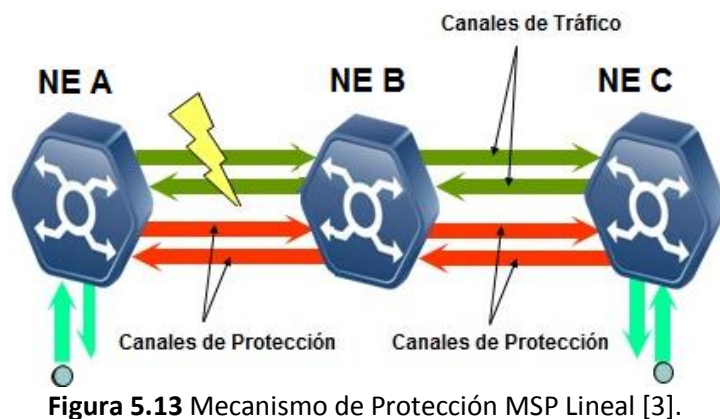 Canales de Tráfico
NE A
NE B
NE C
Canales de Protección
Canales de Protección
Figura 5.13 Mecanismo de Protección MSP Lineal [3].